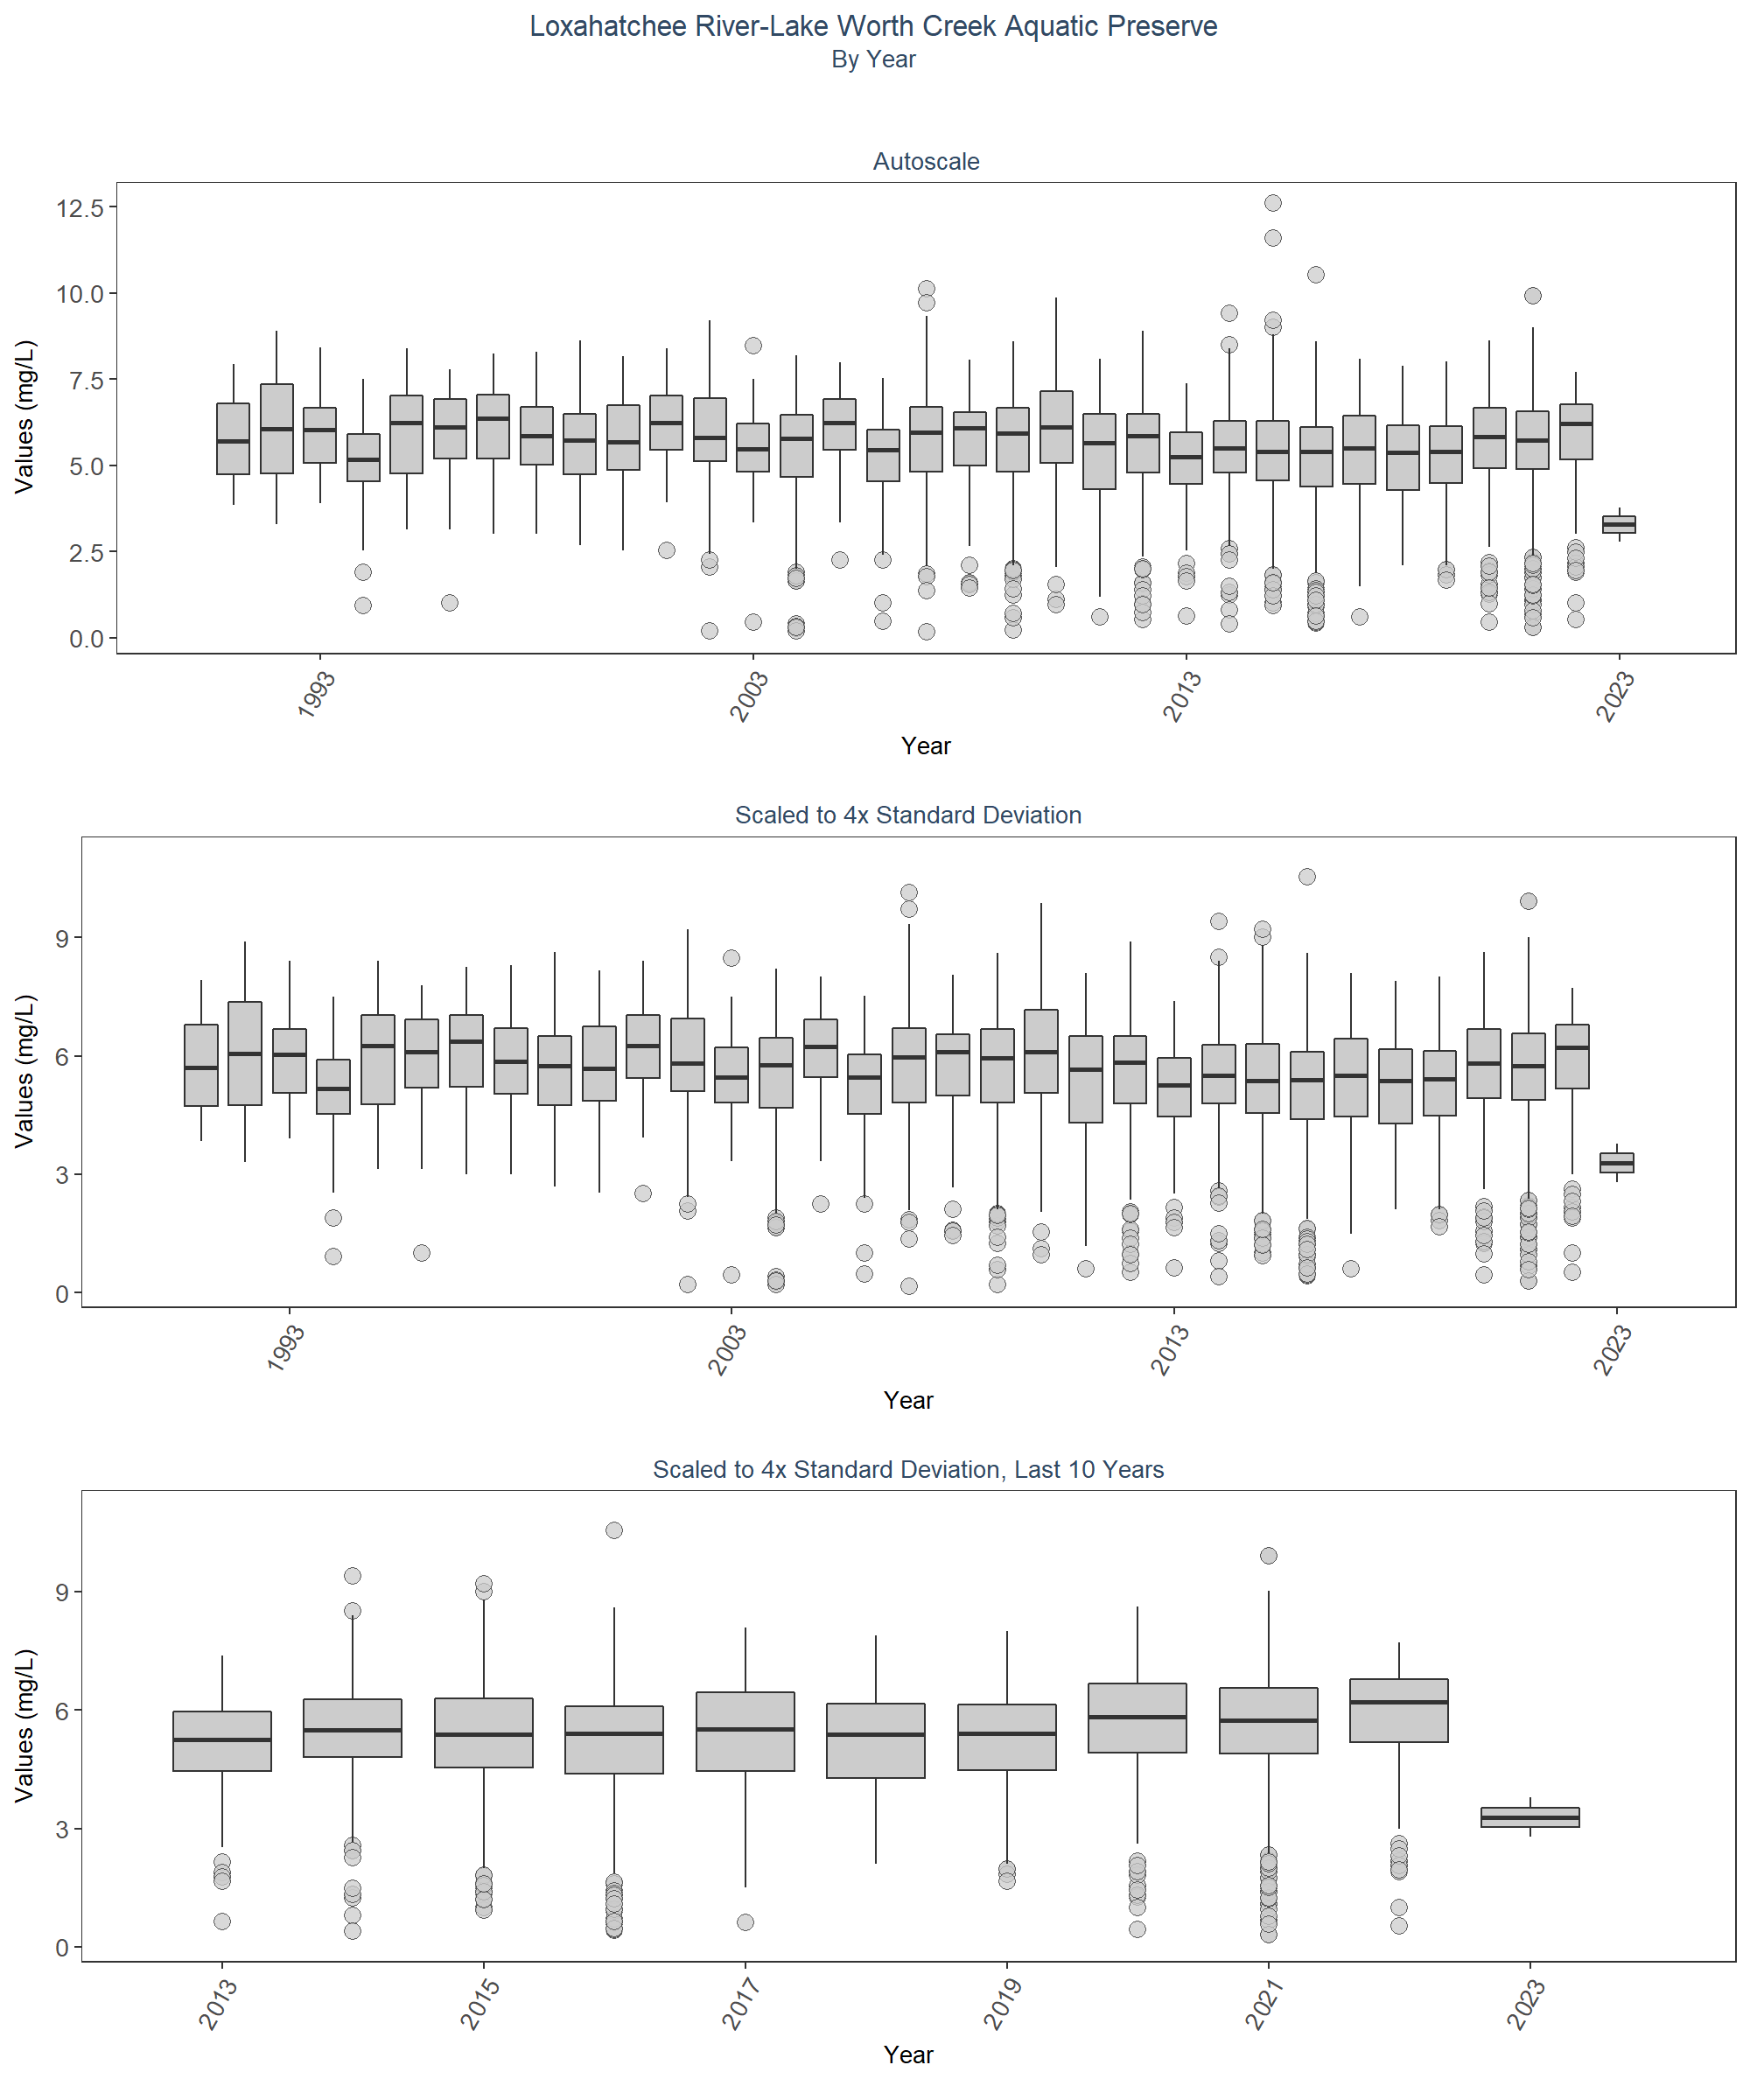 Loxahatchee River-Lake Worth Creek Aquatic Preserve
By Year
Autoscale
Values (mg/L)
12.5
10.0
7.5
5.0
2.5
0.0
1993
2003
2013
2023
Year
Scaled to 4x Standard Deviation
Values (mg/L)
9
6
3
0
1993
2003
2013
2023
Year
Scaled to 4x Standard Deviation, Last 10 Years
Values (mg/L)
9
6
3
0
2013
2015
2017
2019
2021
2023
Year